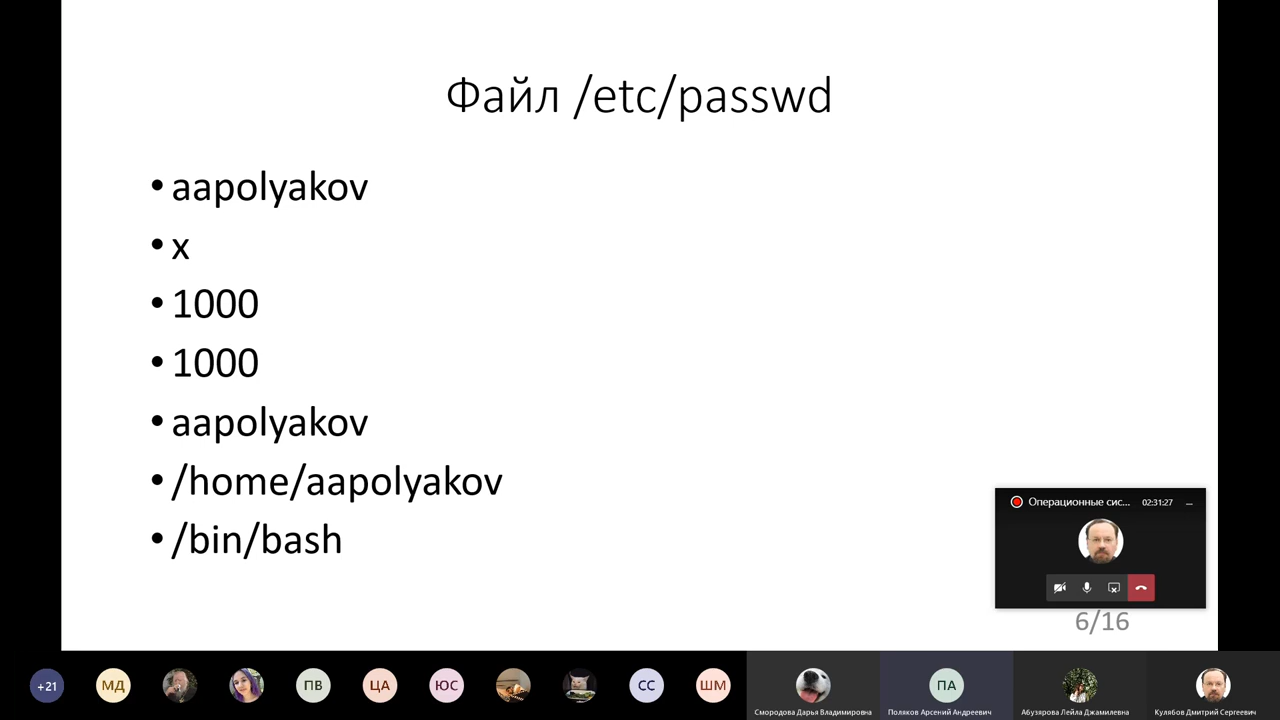 Файл /etc/passwd
• aapolyakov
• x
• 1000
• 1000
• aapolyakov
• /home/aapolyakov
• /bin/bash
Операционные сис... 02:31:27
6/16
+21
МД
ПВ
ЦА
ЮС
СС
ШМ
ПА
Смородова Дарья Владимировна
Поляков Арсений Андреевич
Абузярова Лейла Джамилевна
Кулябов Дмитрий Сергеевич